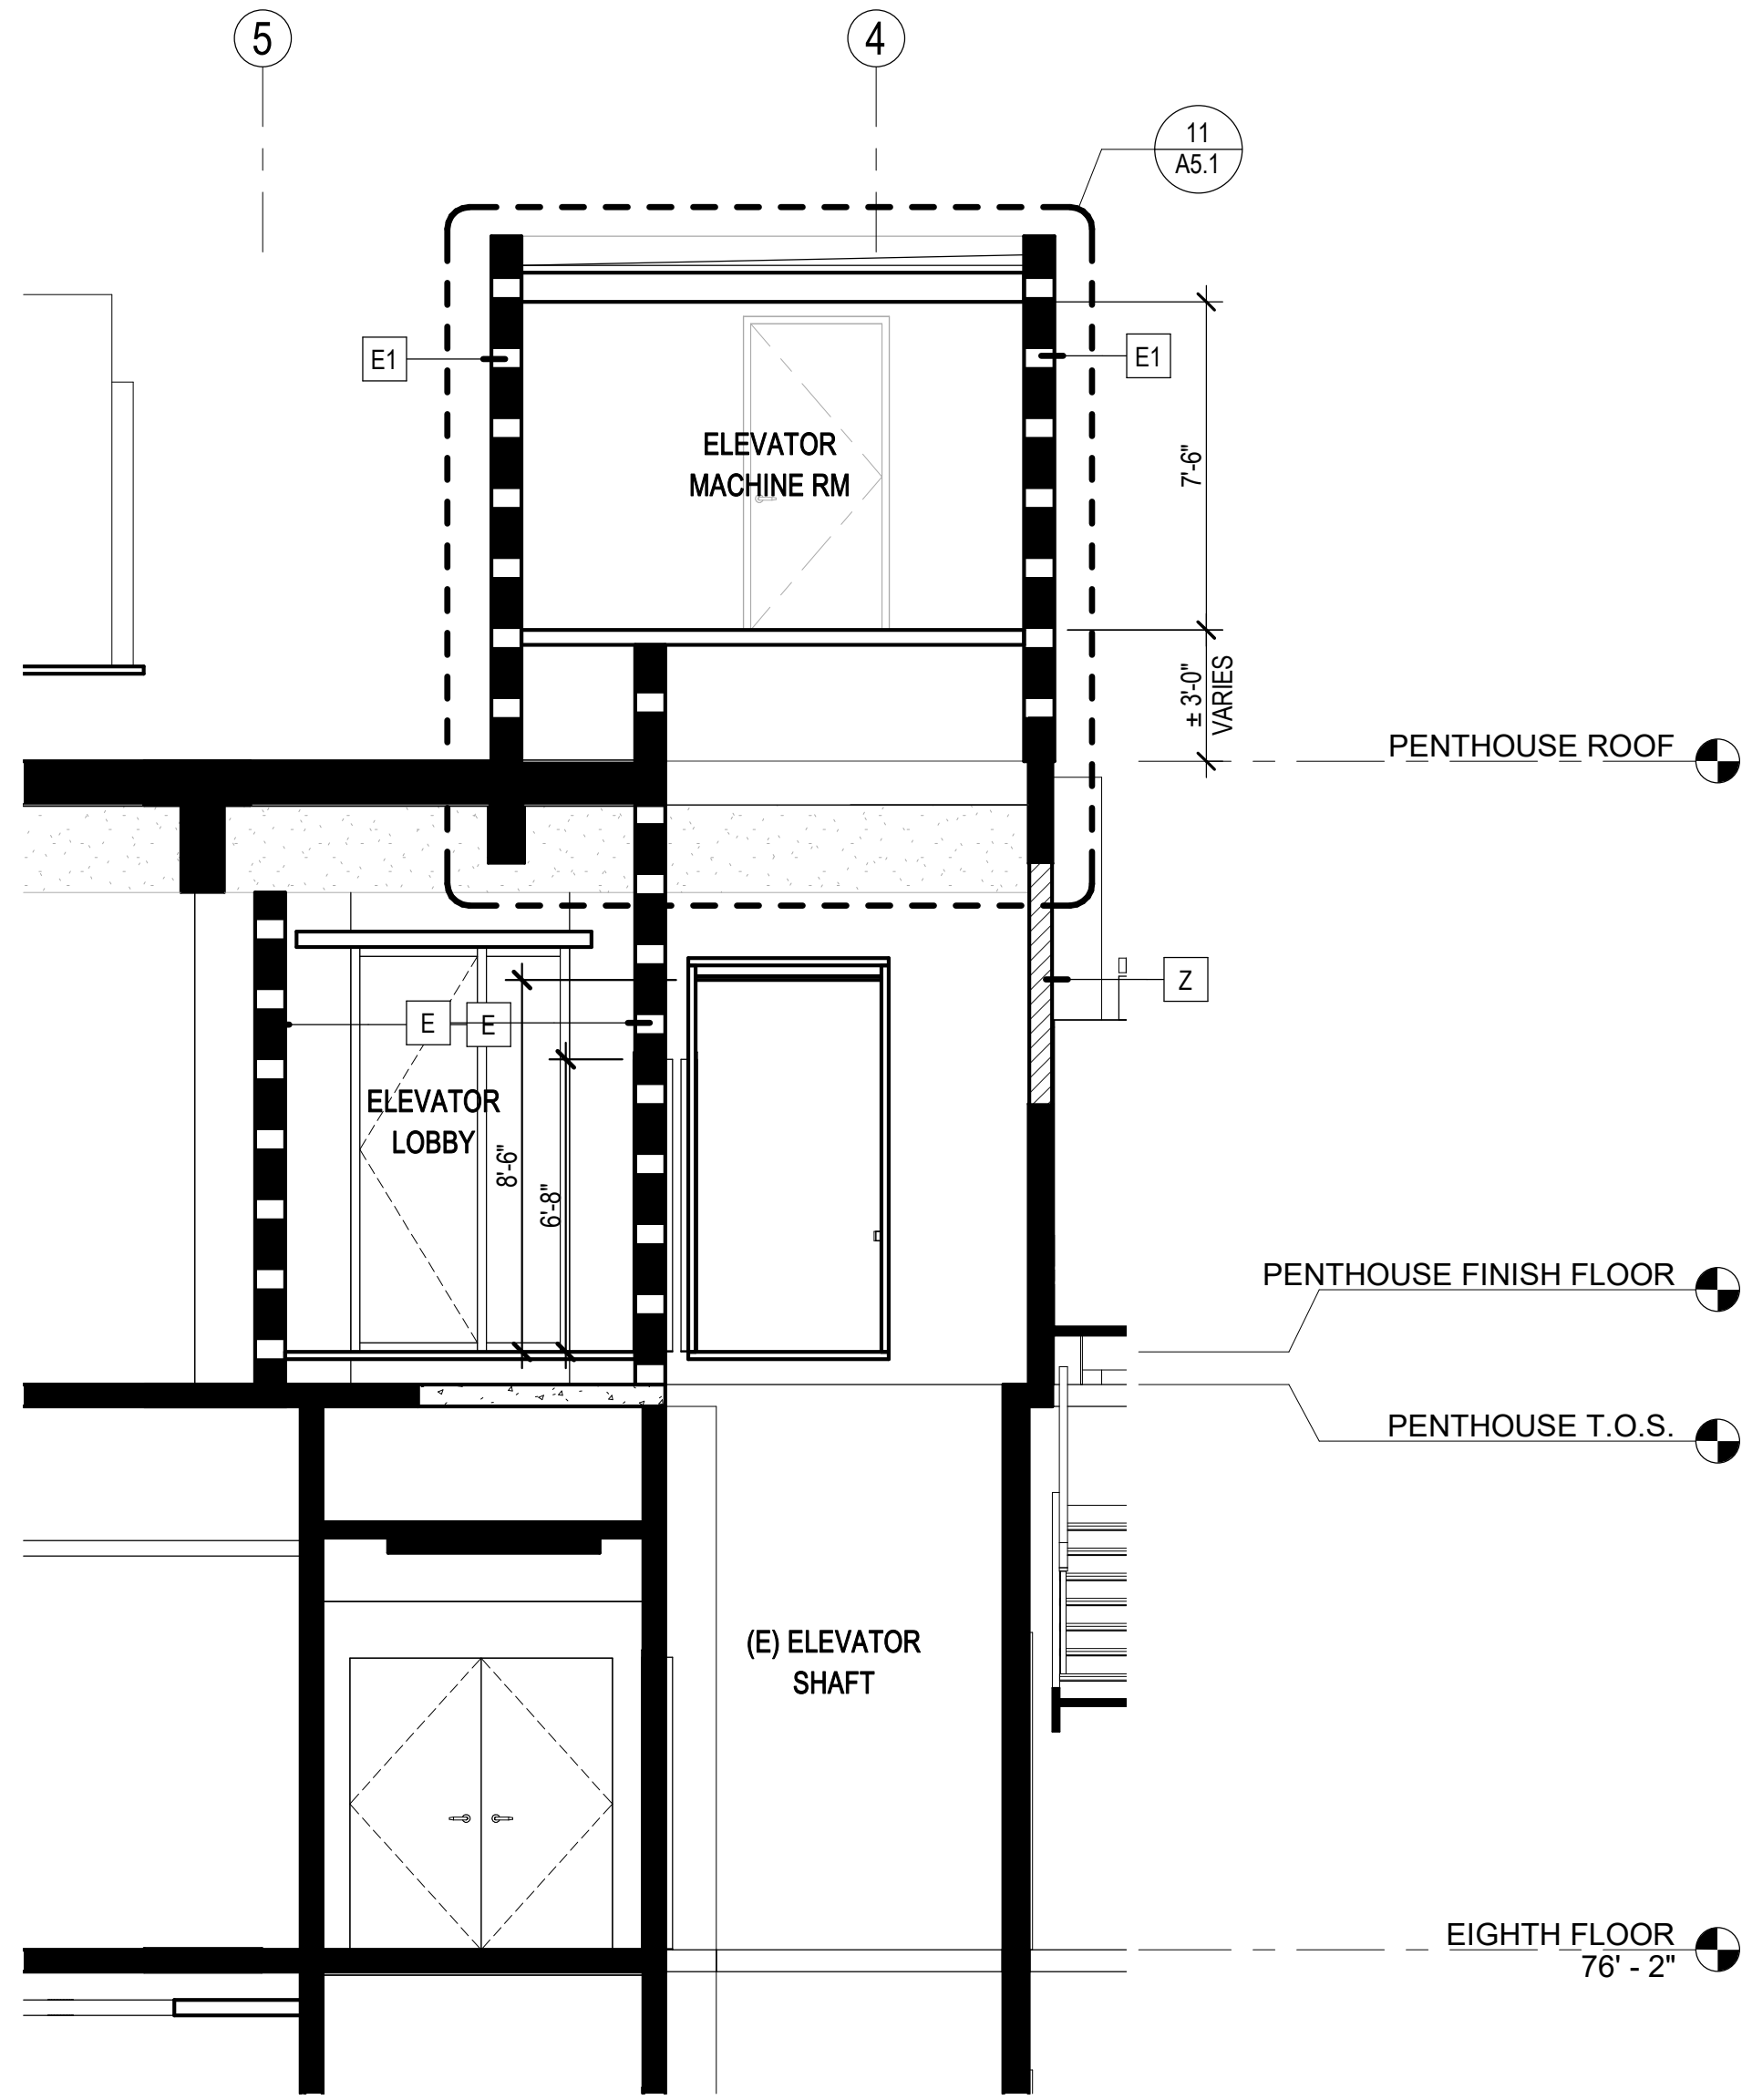 5
4
11
A5.1
E1
E1
ELEVATOR
MACHINE RM
7'-6"
± 3'-0"
VARIES
PENTHOUSE ROOF
Z
E
E
ELEVATOR
LOBBY
8'-6"
6'-8"
PENTHOUSE FINISH FLOOR
PENTHOUSE T.O.S.
(E) ELEVATOR
SHAFT
EIGHTH FLOOR
76' - 2"